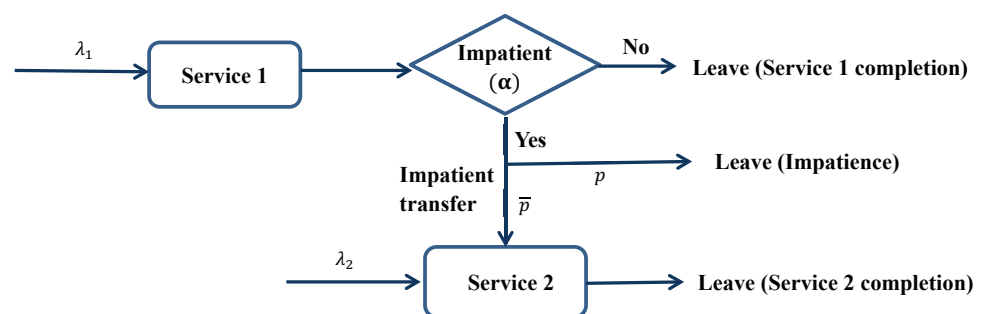 λ₁
Service 1
Impatient
(α)
No
Leave (Service 1 completion)
Yes
Impatient
transfer
p
Leave (Impatience)
p̅
λ₂
Service 2
Leave (Service 2 completion)